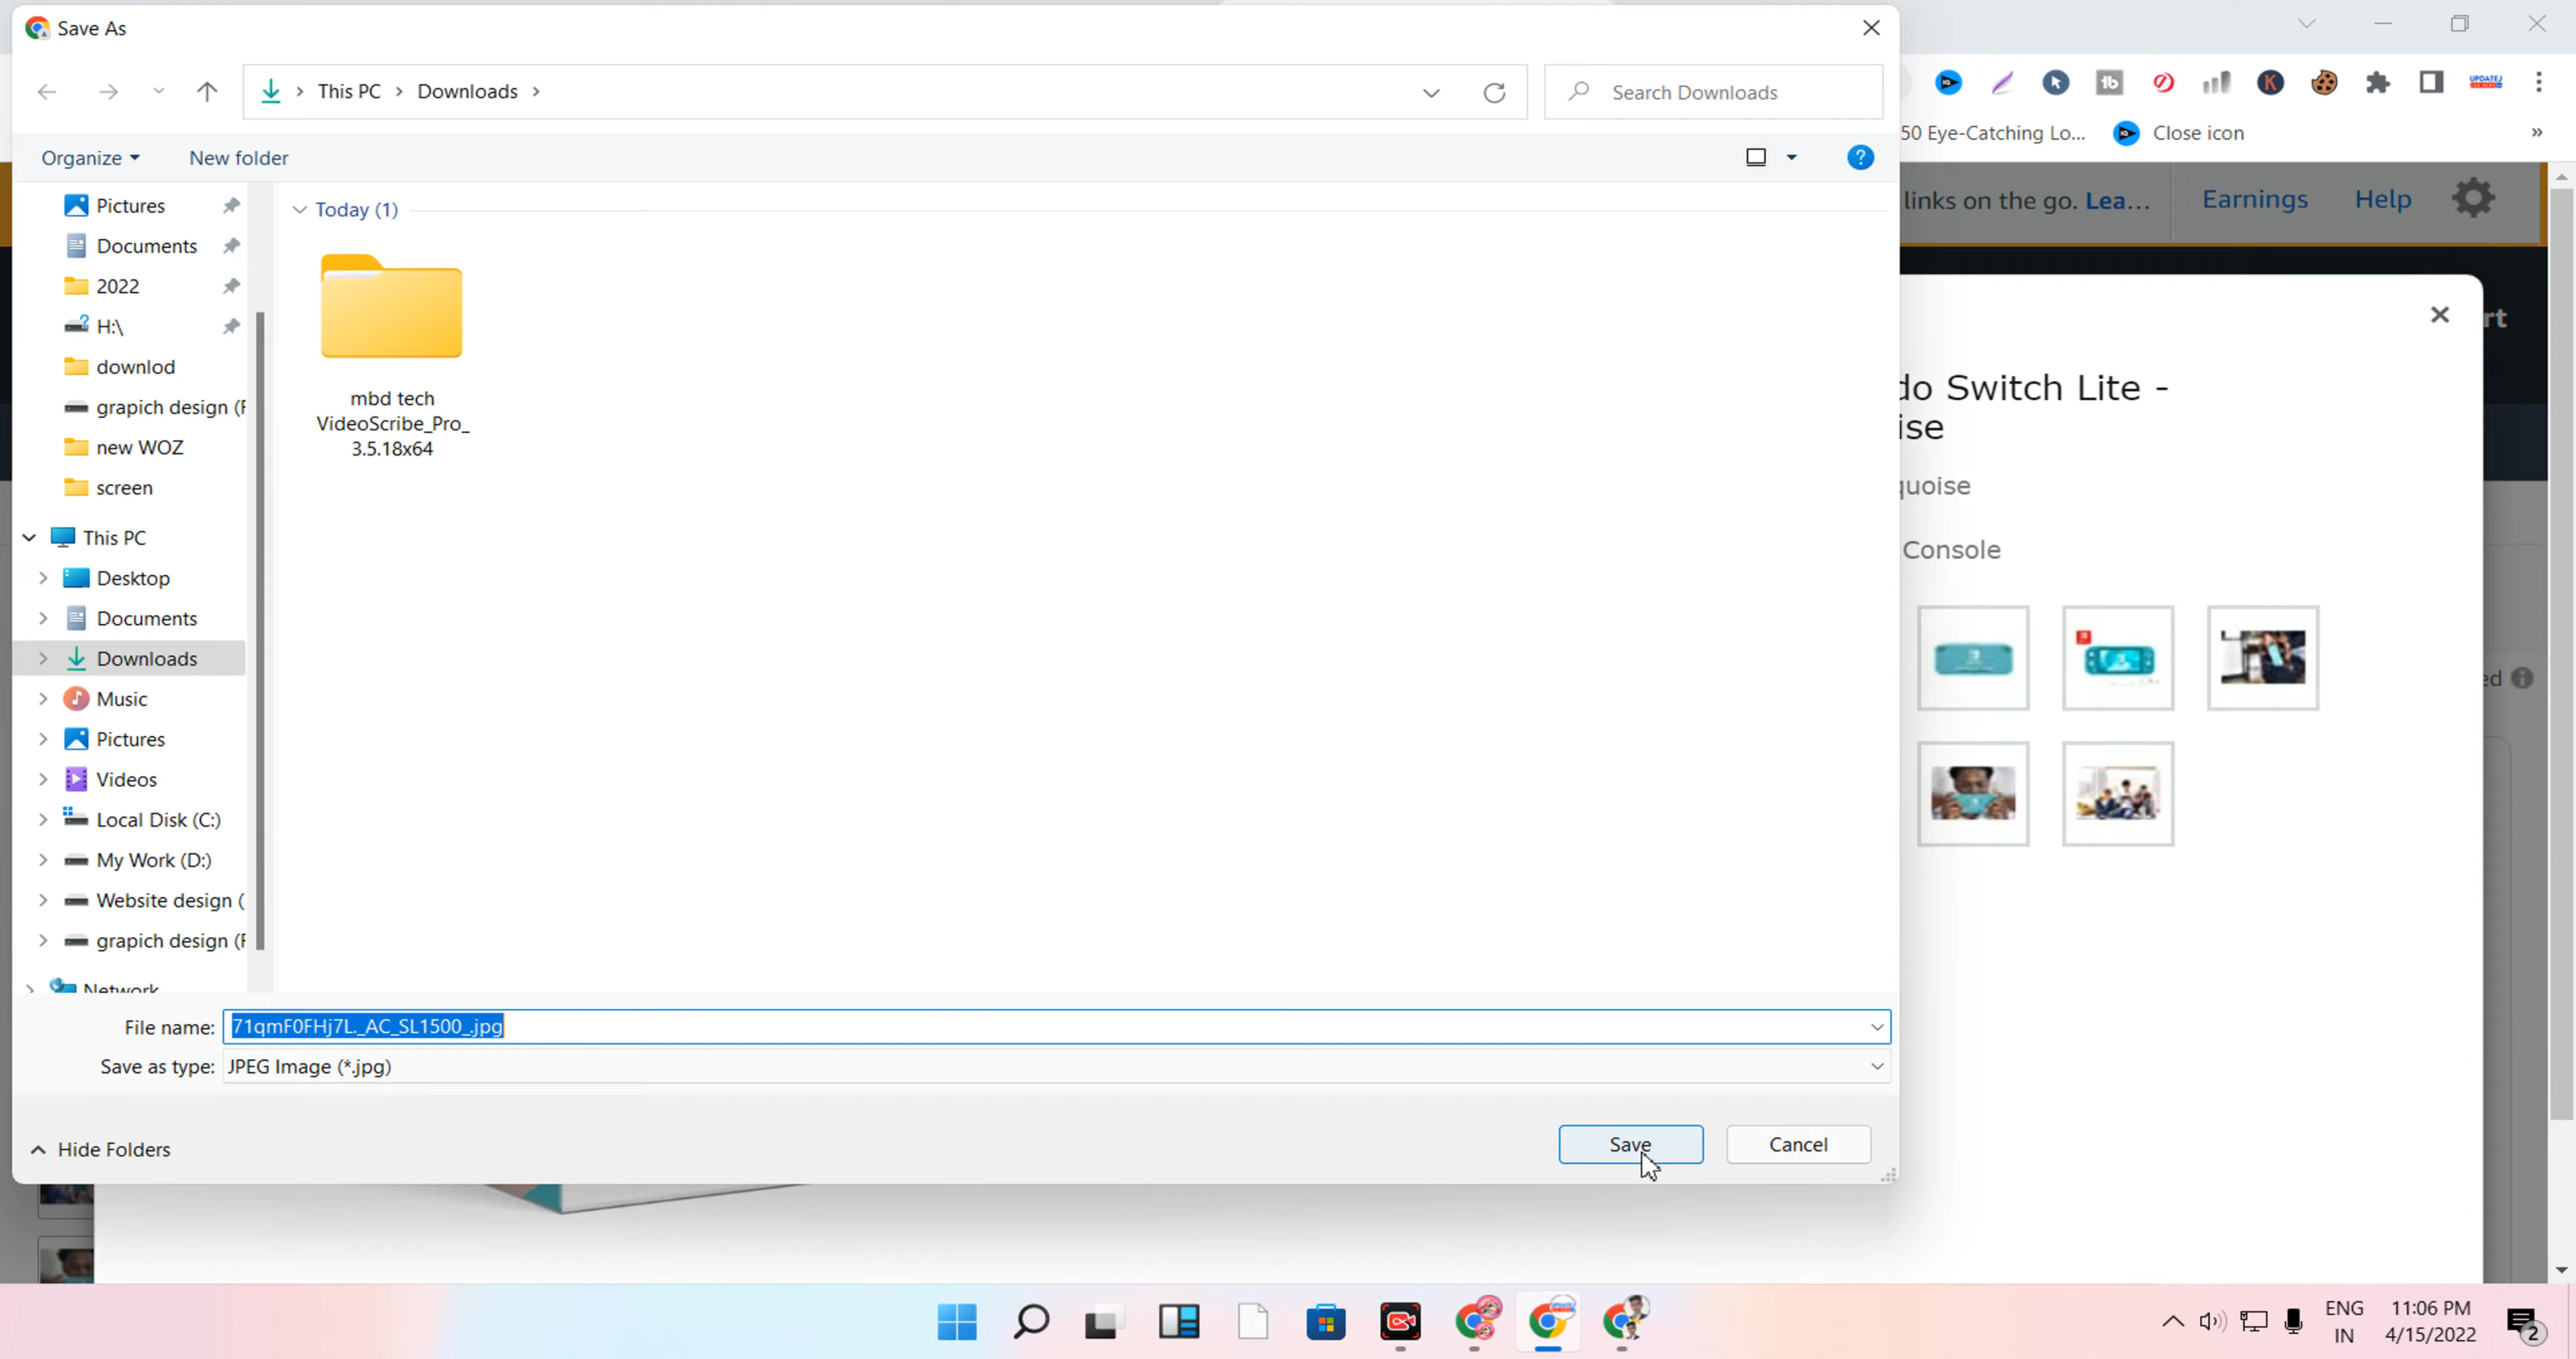 Save As
This PC
Downloads
Search Downloads
50 Eye-Catching Lo...
Close icon
Organize
New folder
links on the go. Lea...
Earnings
Help
Pictures
Documents
2022
H:\
downlod
grapich design (F
new WOZ
screen
This PC
Desktop
Documents
Downloads
Music
Pictures
Videos
Local Disk (C:)
My Work (D:)
Website design (
grapich design (F
Network
Today (1)
mbd tech
VideoScribe_Pro_
3.5.18x64
rt
do Switch Lite -
ise
quoise
Console
ed
File name: 71qmF0FHj7L._AC_SL1500_.jpg
Save as type: JPEG Image (*.jpg)
Hide Folders
Save
Cancel
ENG
IN
11:06 PM
4/15/2022
2